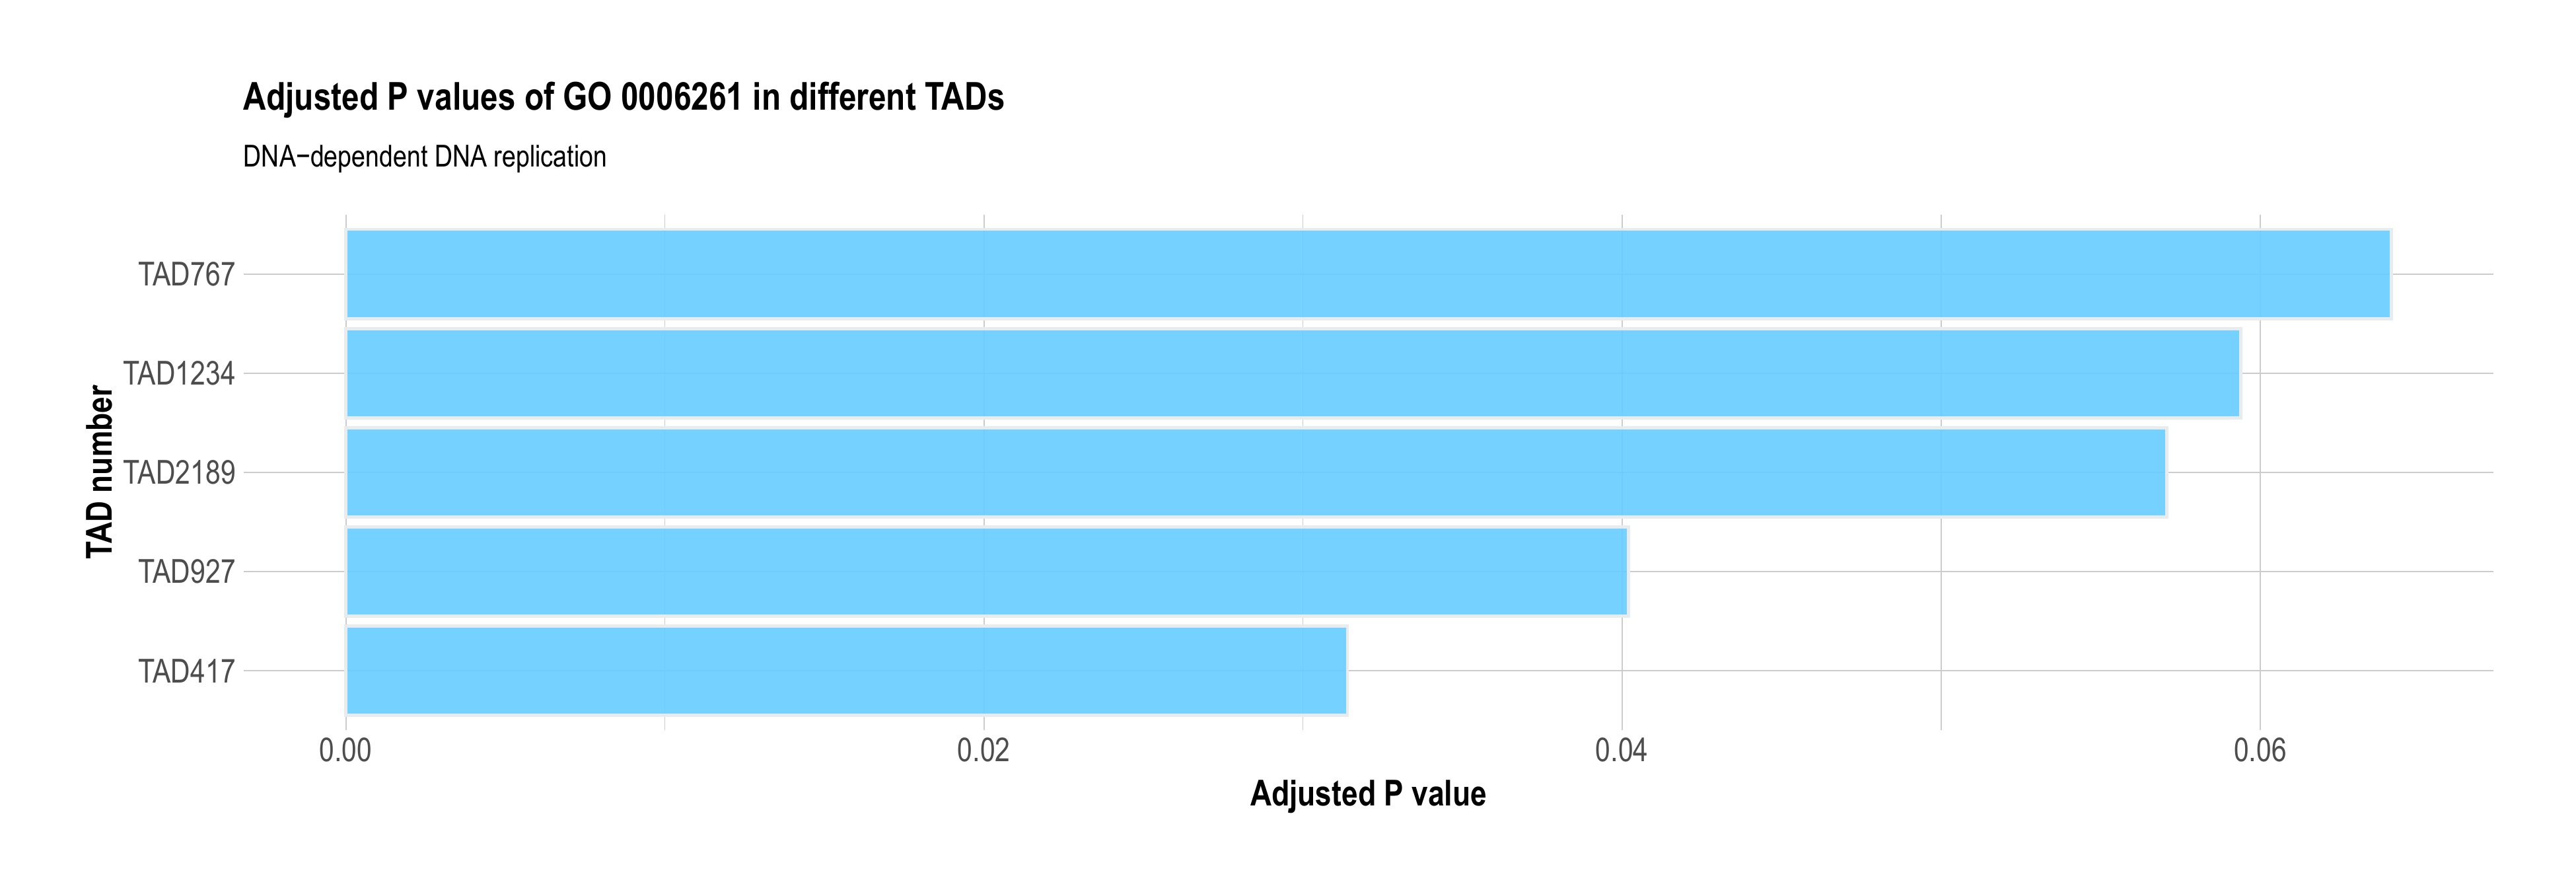 Adjusted P values of GO 0006261 in different TADs
DNA−dependent DNA replication
TAD number
TAD767
TAD1234
TAD2189
TAD927
TAD417
0.00 0.02 0.04 0.06
Adjusted P value